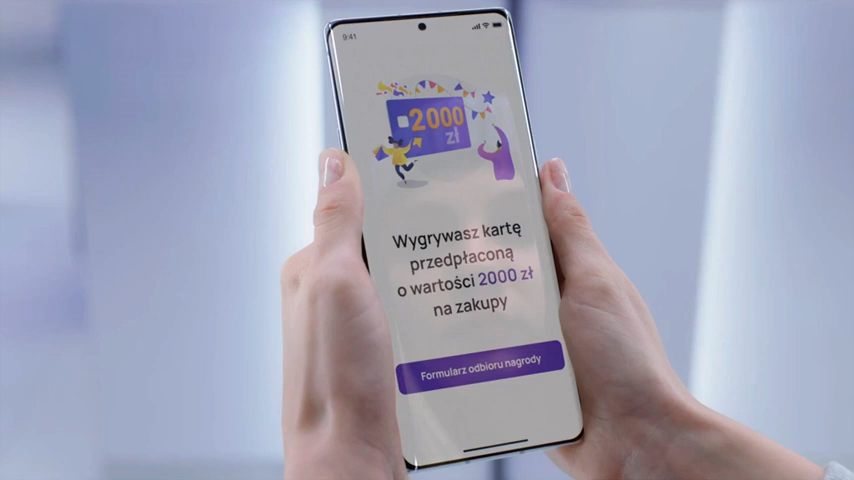 9:41
2000
zł
Wygrywasz kartę
przedpłaconą
o wartości 2000 zł
na zakupy
Formularz odbioru nagrody